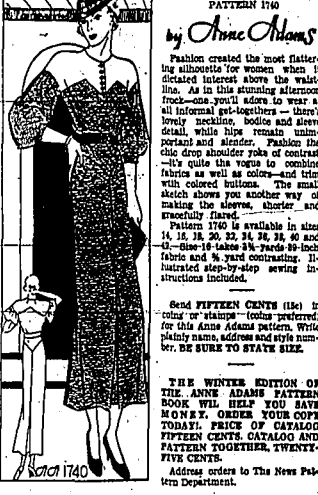 PATTERN 1740
by Anne Adams
Fashion created the most flatter-
ing silhouette for women when it
dictated interest above the waist-
line. As in this stunning afternoon
frock—one you'll adore to wear a
all informal get-togethers — there's
lovely neckline, bodice and sleeve
detail, while hips remain unim-
portant and slender. Fashion the
chic drop shoulder yoke of contrast
—it's quite the vogue to combine
fabrics as well as colors—and trim
with colored buttons. The small
sketch shows you another way of
making the sleeves, shorter and
gracefully flared.
Pattern 1740 is available in sizes
14, 16, 18, 20, 32, 34, 36, 38, 40 and
42. Size 16 takes 3⅜ yards 39 inch
fabric and yard contrasting. Il-
lustrated step-by-step sewing in-
structions included.
Send FIFTEEN CENTS (15c) in
coins or stamps (coins preferred)
for this Anne Adams pattern. Write
plainly name, address and style num-
ber. BE SURE TO STATE SIZE.
THE WINTER EDITION OF
THE ANNE ADAMS PATTERN
BOOK WIL HELP YOU SAVE
MONEY. ORDER YOUR COPY
TODAY! PRICE OF CATALOG
FIFTEEN CENTS. CATALOG AND
PATTERN TOGETHER, TWENTY-
FIVE CENTS.
Address orders to The News Pat-
tern Department.
1740